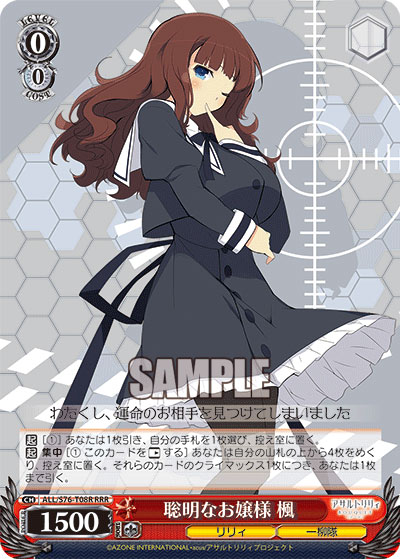 LEVEL
0
0
COST
SAMPLE
わたくし、運命のお相手を見つけてしまいました
起 [①] あなたは1枚引き、自分の手札を1枚選び、控え室に置く。
起 集中 [① このカードをレストする] あなたは自分の山札の上から4枚をめくり、控え室に置く。それらのカードのクライマックス1枚につき、あなたは1枚引く。
CH ALL/S76-T08R RRR
1500
聡明なお嬢様 楓
アサルトリリィ
リリィ
一柳隊
©AZONE INTERNATIONAL・acus/アサルトリリィプロジェクト